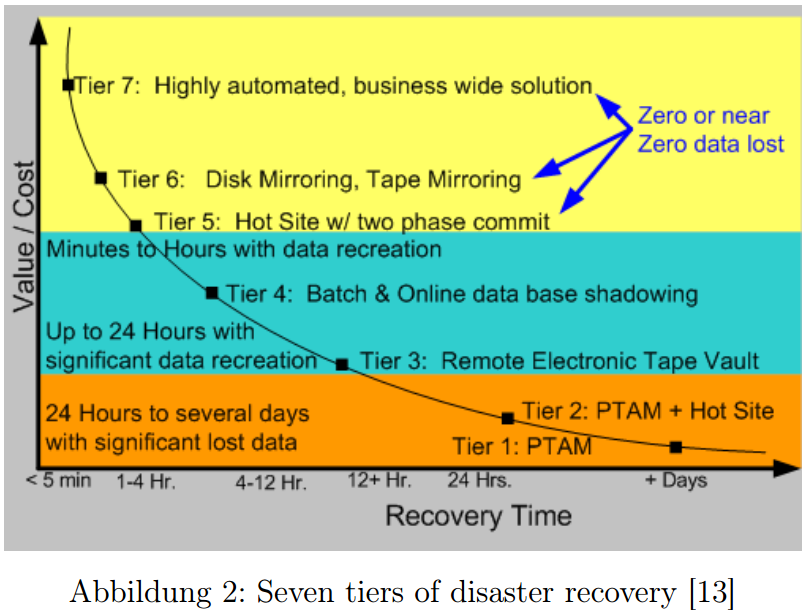 Value / Cost
Tier 7: Highly automated, business wide solution
Zero or near
Zero data lost
Tier 6: Disk Mirroring, Tape Mirroring
Tier 5: Hot Site w/ two phase commit
Minutes to Hours with data recreation
Tier 4: Batch & Online data base shadowing
Up to 24 Hours with
significant data recreation
Tier 3: Remote Electronic Tape Vault
24 Hours to several days
with significant lost data
Tier 2: PTAM + Hot Site
Tier 1: PTAM
< 5 min 1-4 Hr. 4-12 Hr. 12+ Hr. 24 Hrs. + Days
Recovery Time
Abbildung 2: Seven tiers of disaster recovery [13]